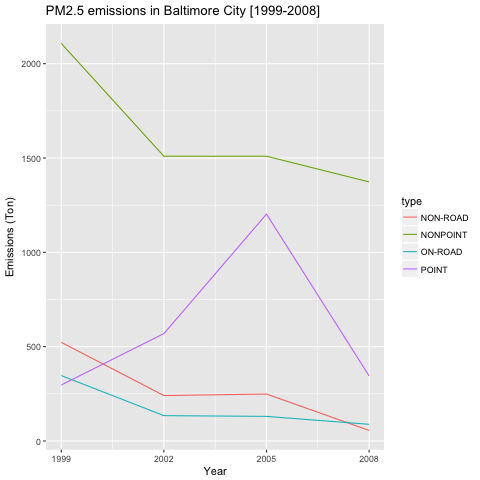 PM2.5 emissions in Baltimore City [1999-2008]
2000
1500
1000
500
0
Emissions (Ton)
1999 2002 2005 2008
Year
type
NON-ROAD
NONPOINT
ON-ROAD
POINT